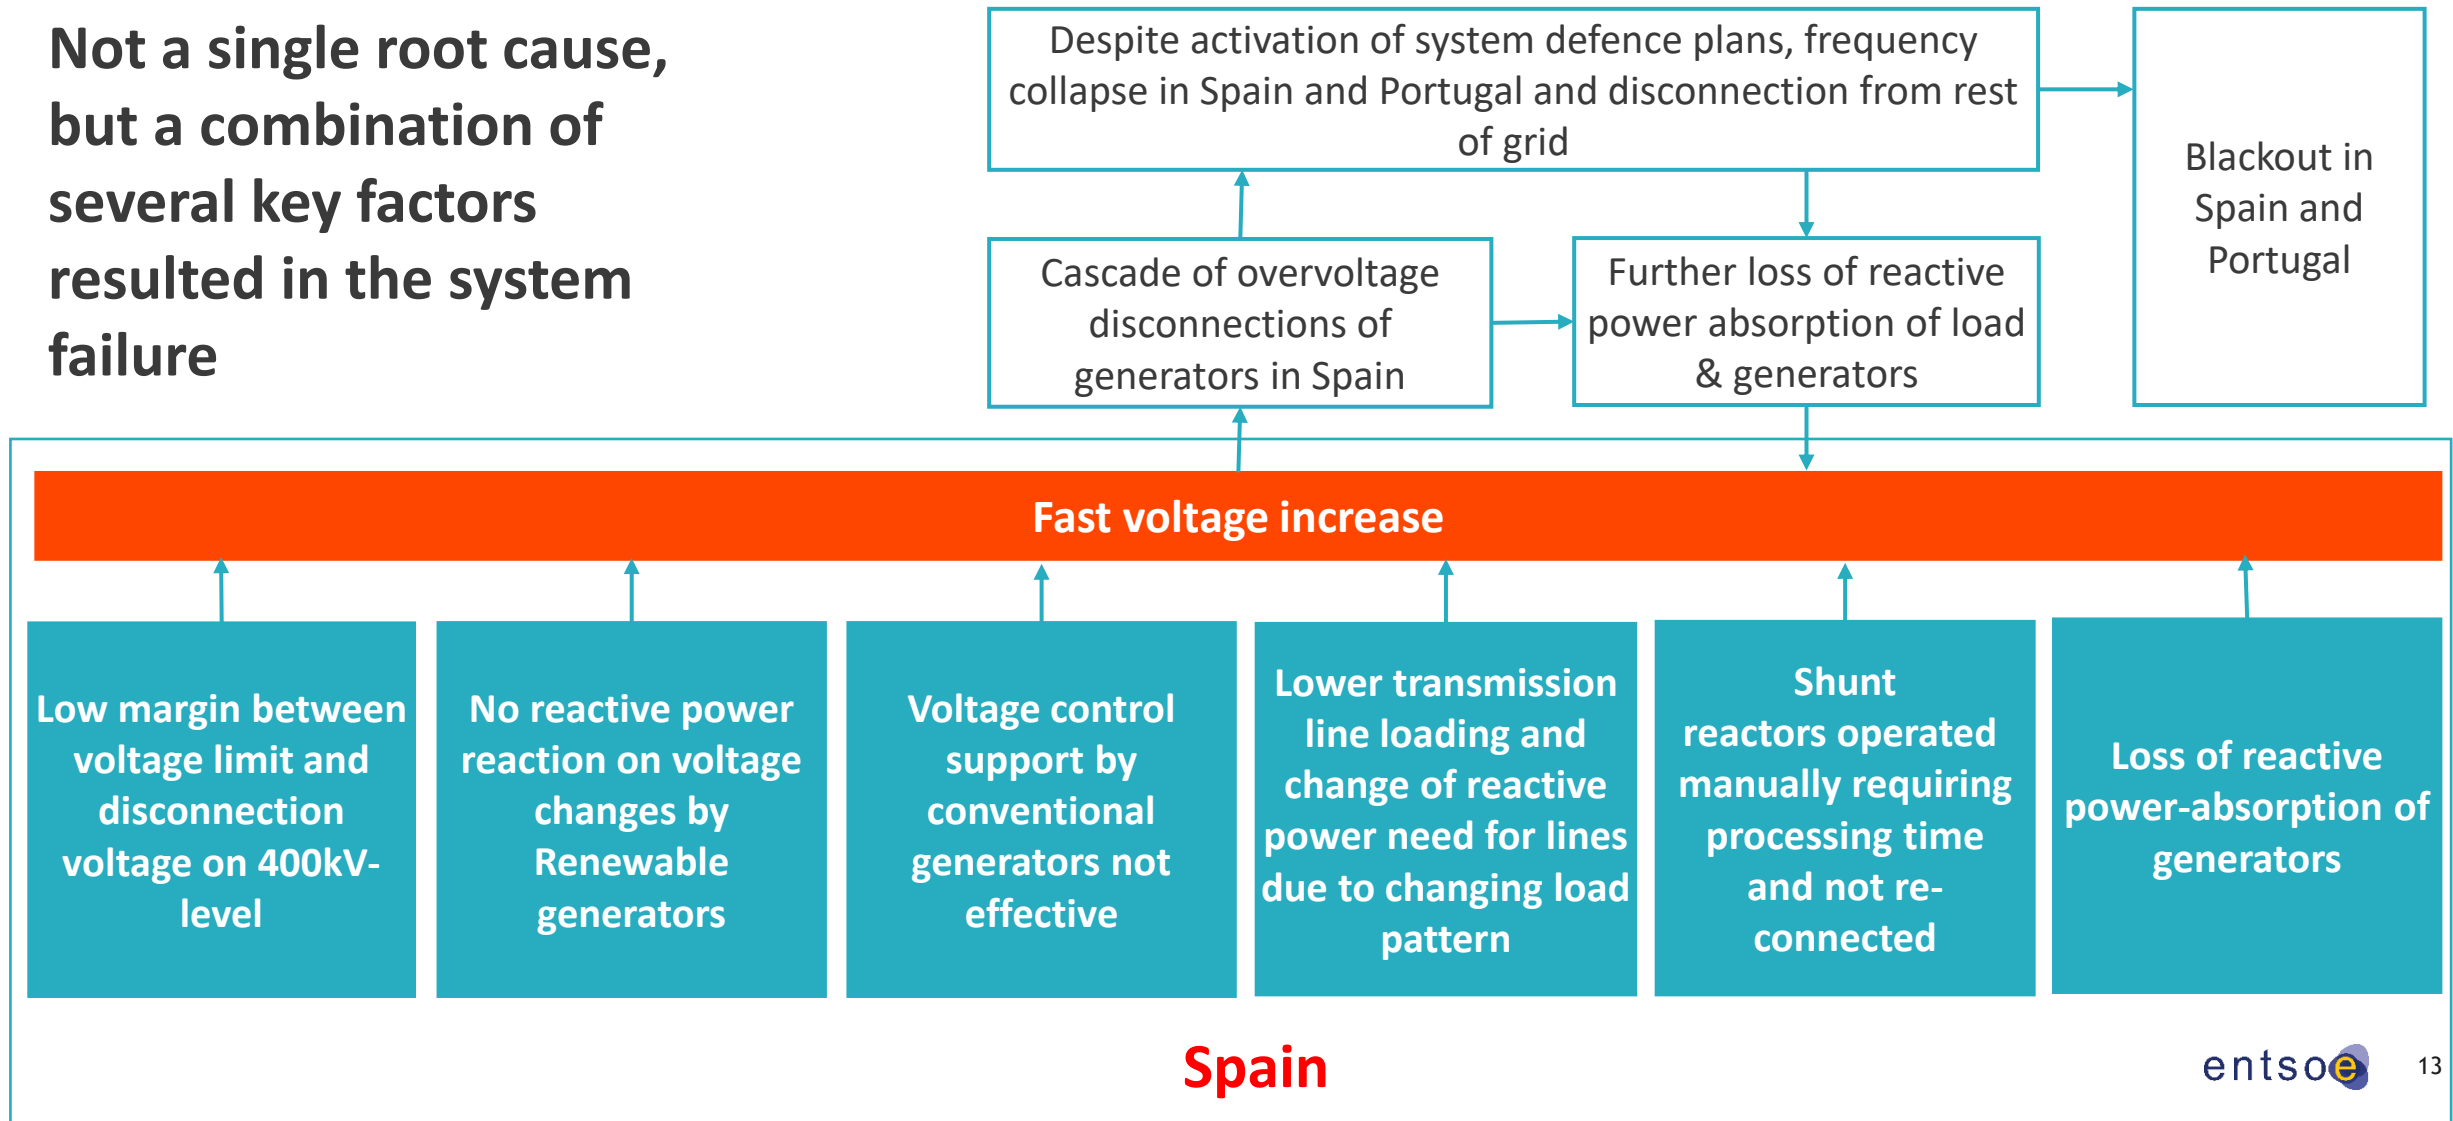 Not a single root cause,
but a combination of
several key factors
resulted in the system
failure
Despite activation of system defence plans, frequency
collapse in Spain and Portugal and disconnection from rest
of grid
Blackout in
Spain and
Portugal
Cascade of overvoltage
disconnections of
generators in Spain
Further loss of reactive
power absorption of load
& generators
Fast voltage increase
Low margin between
voltage limit and
disconnection
voltage on 400kV-
level
No reactive power
reaction on voltage
changes by
Renewable
generators
Voltage control
support by
conventional
generators not
effective
Lower transmission
line loading and
change of reactive
power need for lines
due to changing load
pattern
Shunt
reactors operated
manually requiring
processing time
and not re-
connected
Loss of reactive
power-absorption of
generators
Spain
entsoe
13